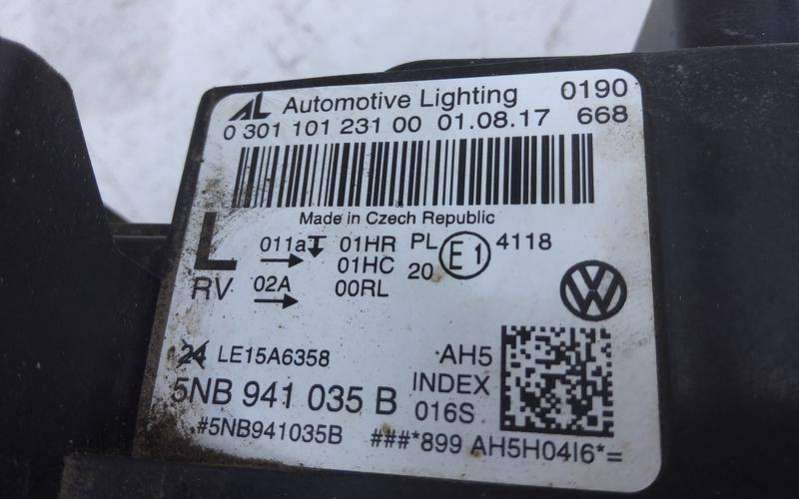 AL Automotive Lighting 0190
0 301 101 231 00 01.08.17 668
Made in Czech Republic
L 011a 01HR PL E1 4118
01HC 20
RV 02A 00RL
24 LE15A6358 AH5
5NB 941 035 B INDEX
016S
#5NB941035B ###*899 AH5H04I6*=